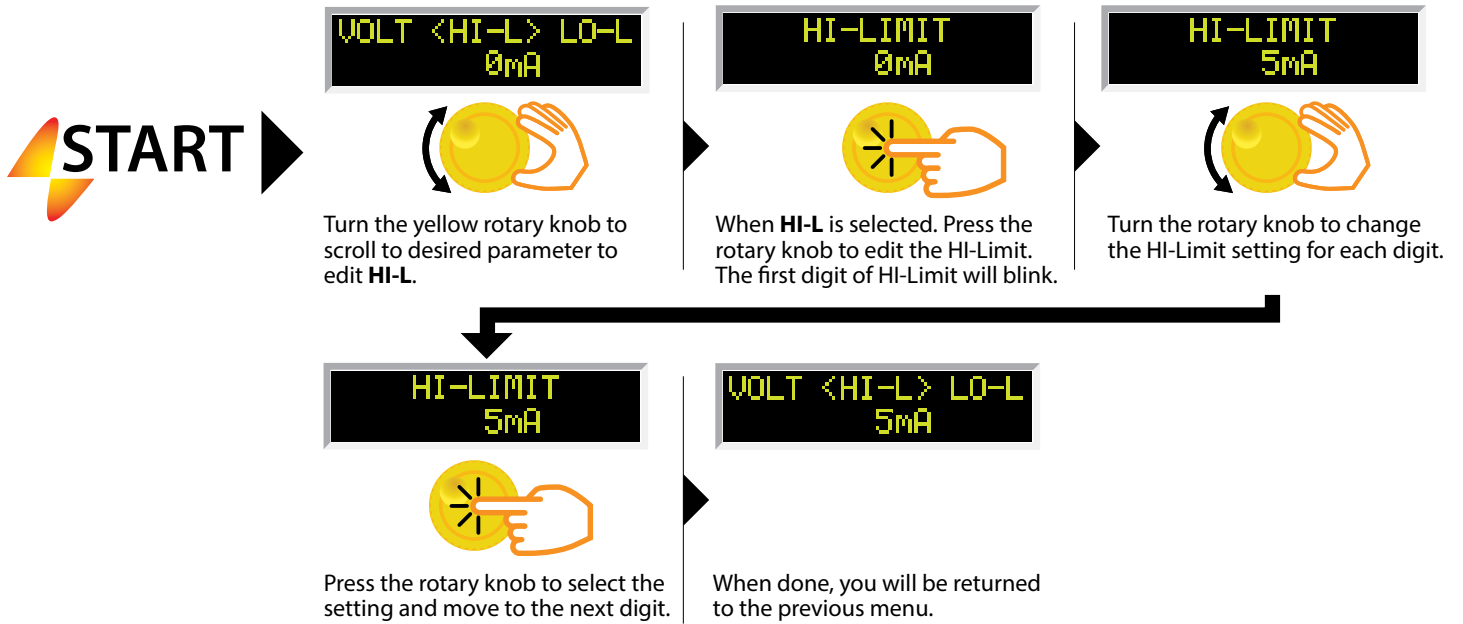 START
VOLT <HI-L> LO-L
0mA
Turn the yellow rotary knob to
scroll to desired parameter to
edit HI-L.
HI-LIMIT
0mA
When HI-L is selected. Press the
rotary knob to edit the HI-Limit.
The first digit of HI-Limit will blink.
HI-LIMIT
5mA
Turn the rotary knob to change
the HI-Limit setting for each digit.
HI-LIMIT
5mA
Press the rotary knob to select the
setting and move to the next digit.
VOLT <HI-L> LO-L
5mA
When done, you will be returned
to the previous menu.